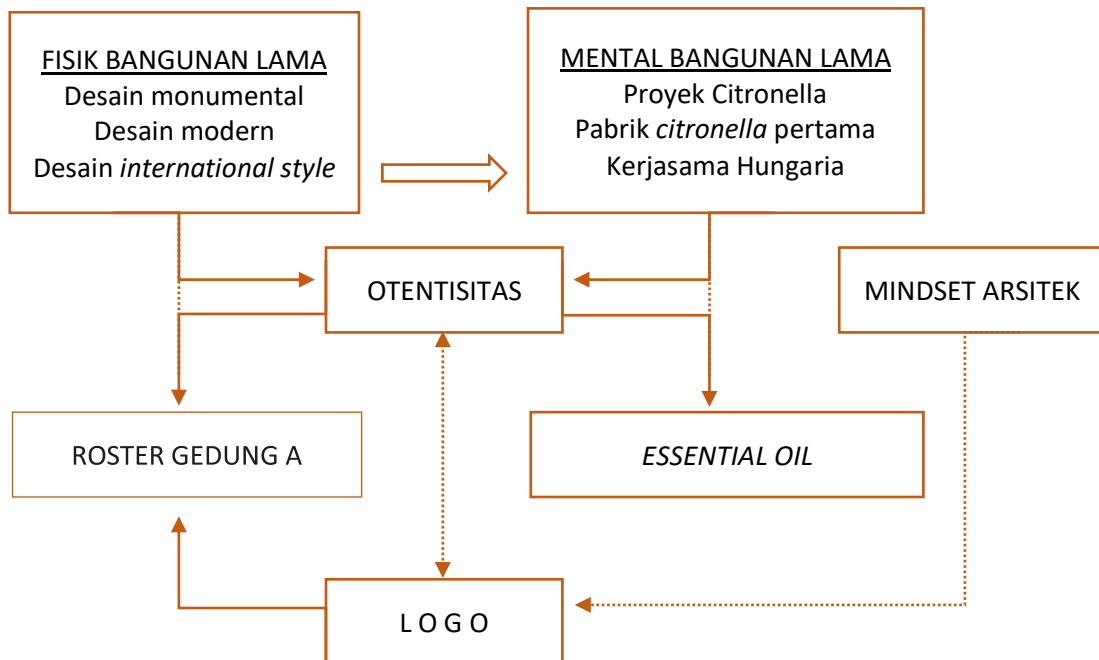 FISIK BANGUNAN LAMA
Desain monumental
Desain modern
Desain international style
MENTAL BANGUNAN LAMA
Proyek Citronella
Pabrik citronella pertama
Kerjasama Hungaria
OTENTISITAS
MINDSET ARSITEK
ROSTER GEDUNG A
ESSENTIAL OIL
L O G O